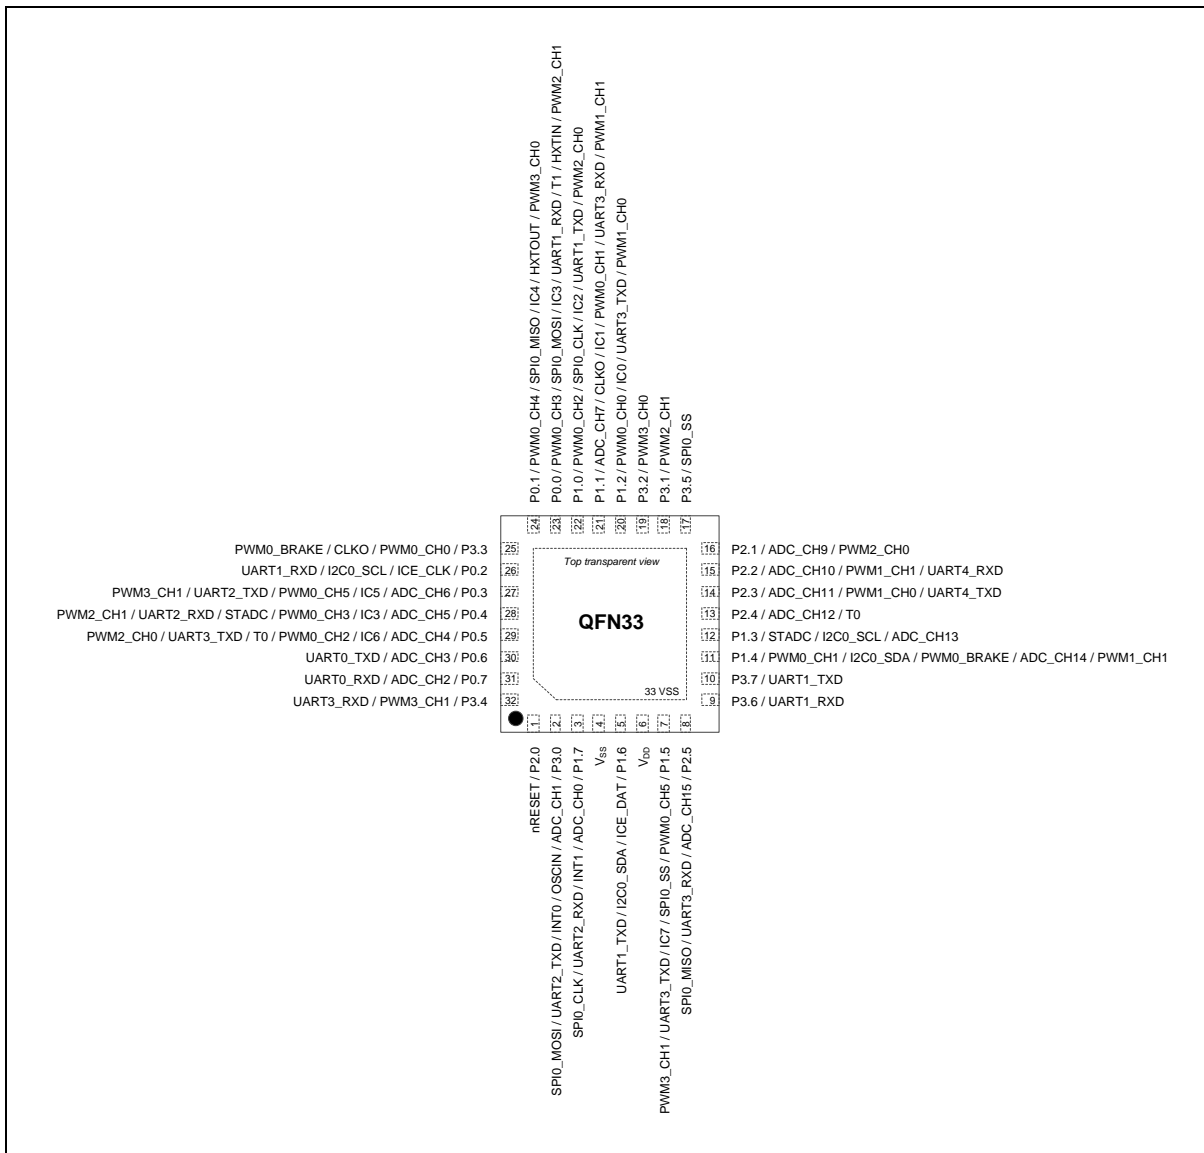 P0.1 / PWM0_CH4 / SPI0_MISO / IC4 / HXTOUT / PWM3_CH0
P0.0 / PWM0_CH3 / SPI0_MOSI / IC3 / UART1_RXD / T1 / HXTIN / PWM2_CH1
P1.0 / PWM0_CH2 / SPI0_CLK / IC2 / UART1_TXD / PWM2_CH0
P1.1 / ADC_CH7 / CLKO / IC1 / PWM0_CH1 / UART3_RXD / PWM1_CH1
P1.2 / PWM0_CH0 / IC0 / UART3_TXD / PWM1_CH0
P3.2 / PWM3_CH0
P3.1 / PWM2_CH1
P3.5 / SPI0_SS
24 23 22 21 20 19 18 17
PWM0_BRAKE / CLKO / PWM0_CH0 / P3.3 25
UART1_RXD / I2C0_SCL / ICE_CLK / P0.2 26
PWM3_CH1 / UART2_TXD / PWM0_CH5 / IC5 / ADC_CH6 / P0.3 27
PWM2_CH1 / UART2_RXD / STADC / PWM0_CH3 / IC3 / ADC_CH5 / P0.4 28
PWM2_CH0 / UART3_TXD / T0 / PWM0_CH2 / IC6 / ADC_CH4 / P0.5 29
UART0_TXD / ADC_CH3 / P0.6 30
UART0_RXD / ADC_CH2 / P0.7 31
UART3_RXD / PWM3_CH1 / P3.4 32
Top transparent view
QFN33
33 VSS
16 P2.1 / ADC_CH9 / PWM2_CH0
15 P2.2 / ADC_CH10 / PWM1_CH1 / UART4_RXD
14 P2.3 / ADC_CH11 / PWM1_CH0 / UART4_TXD
13 P2.4 / ADC_CH12 / T0
12 P1.3 / STADC / I2C0_SCL / ADC_CH13
11 P1.4 / PWM0_CH1 / I2C0_SDA / PWM0_BRAKE / ADC_CH14 / PWM1_CH1
10 P3.7 / UART1_TXD
9 P3.6 / UART1_RXD
1 2 3 4 5 6 7 8
nRESET / P2.0
SPI0_MOSI / UART2_TXD / INT0 / OSCIN / ADC_CH1 / P3.0
SPI0_CLK / UART2_RXD / INT1 / ADC_CH0 / P1.7
VSS
UART1_TXD / I2C0_SDA / ICE_DAT / P1.6
VDD
PWM3_CH1 / UART3_TXD / IC7 / SPI0_SS / PWM0_CH5 / P1.5
SPI0_MISO / UART3_RXD / ADC_CH15 / P2.5